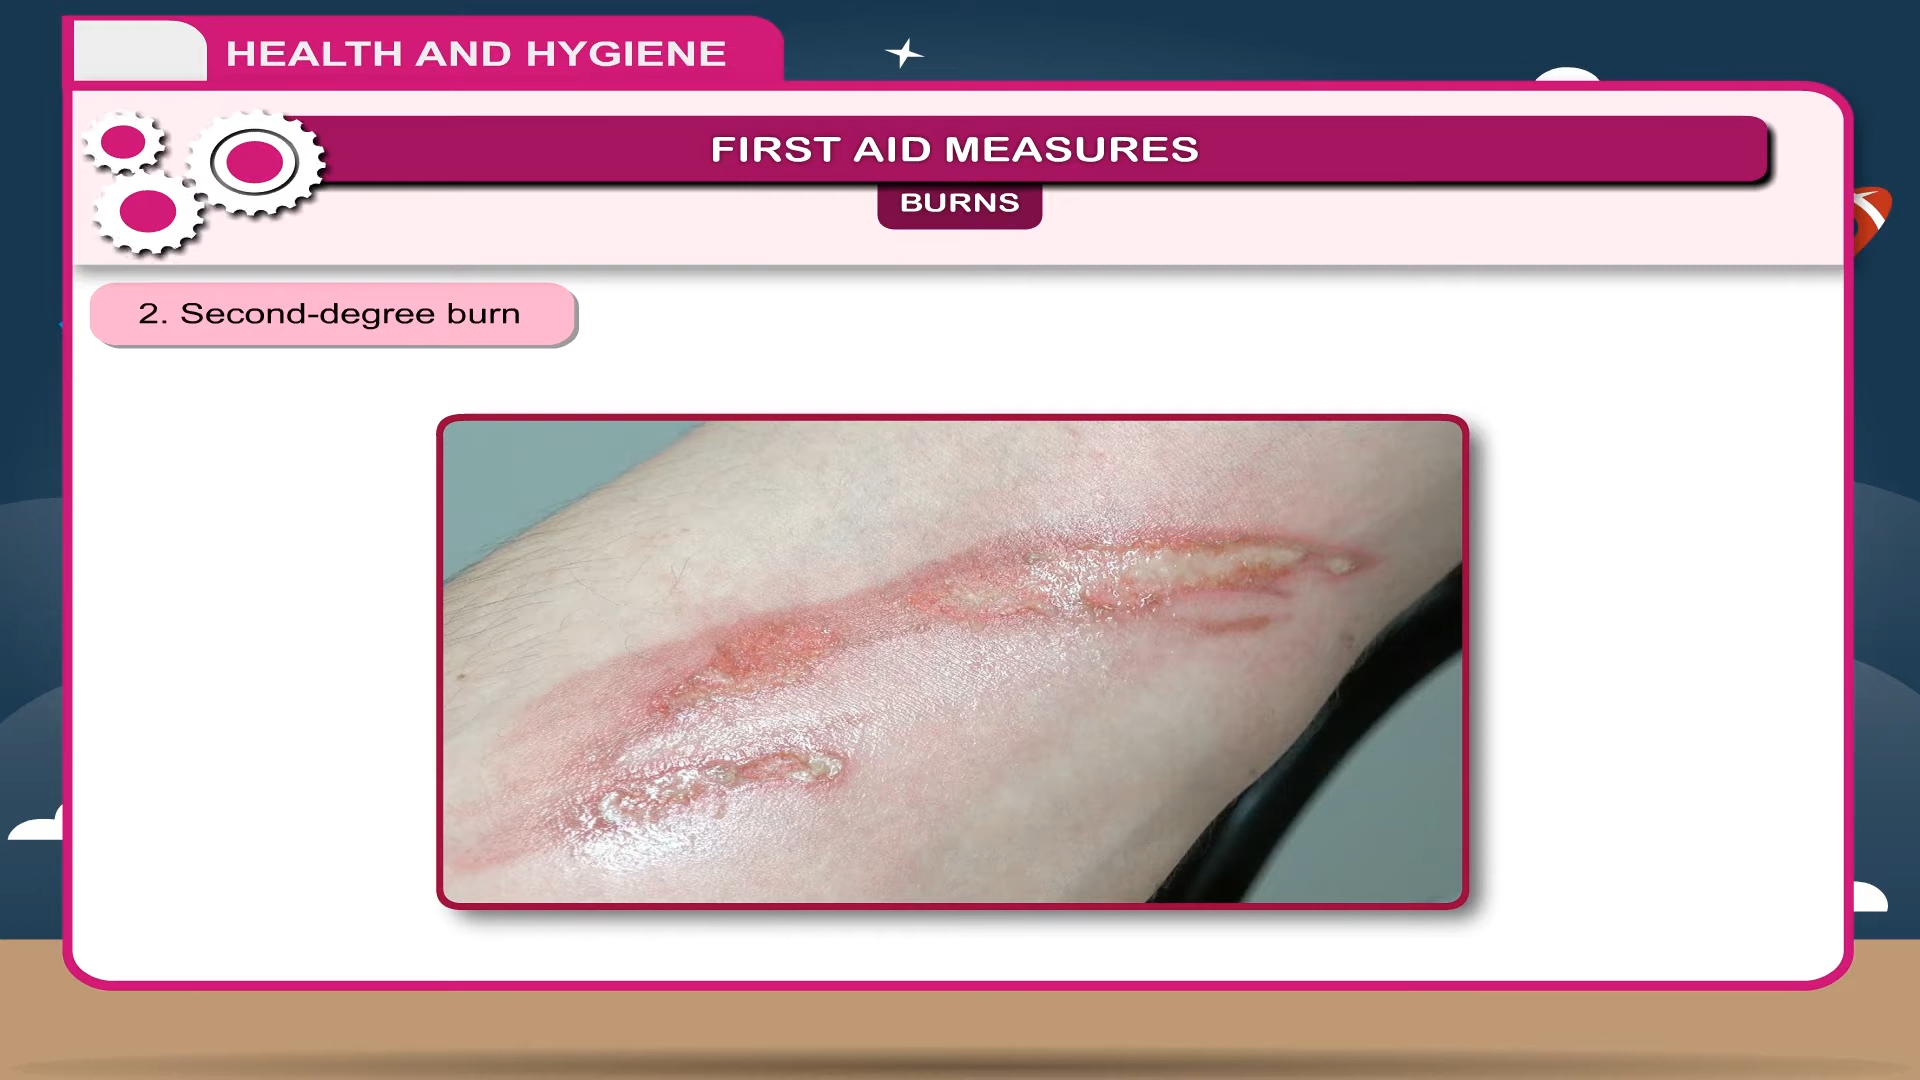 HEALTH AND HYGIENE
FIRST AID MEASURES
BURNS
2. Second-degree burn